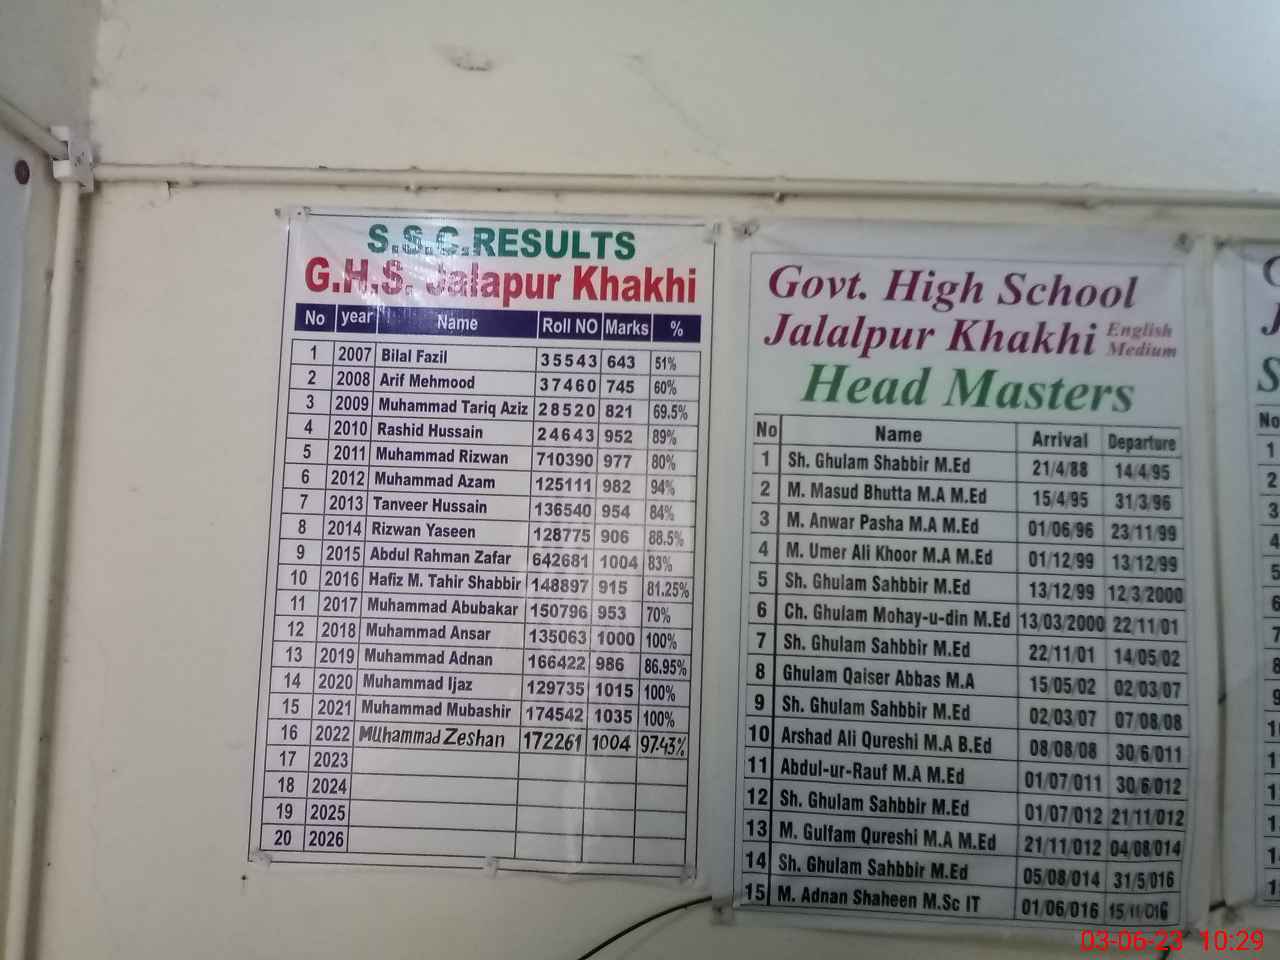 S.S.C.RESULTS
G.H.S. Jalapur Khakhi
No year Name Roll NO Marks %
1 2007 Bilal Fazil 35543 643 51%
2 2008 Arif Mehmood 37460 745 60%
3 2009 Muhammad Tariq Aziz 28520 821 69.5%
4 2010 Rashid Hussain 24643 952 89%
5 2011 Muhammad Rizwan 710390 977 80%
6 2012 Muhammad Azam 125111 982 94%
7 2013 Tanveer Hussain 136540 954 84%
8 2014 Rizwan Yaseen 128775 906 88.5%
9 2015 Abdul Rahman Zafar 642681 1004 83%
10 2016 Hafiz M. Tahir Shabbir 148897 915 81.25%
11 2017 Muhammad Abubakar 150796 953 70%
12 2018 Muhammad Ansar 135063 1000 100%
13 2019 Muhammad Adnan 166422 986 86.95%
14 2020 Muhammad Ijaz 129735 1015 100%
15 2021 Muhammad Mubashir 174542 1035 100%
16 2022 Muhammad Zeshan 172261 1004 97.43%
17 2023
18 2024
19 2025
20 2026
Govt. High School
Jalalpur Khakhi English Medium
Head Masters
No Name Arrival Departure
1 Sh. Ghulam Shabbir M.Ed 21/4/88 14/4/95
2 M. Masud Bhutta M.A M.Ed 15/4/95 31/3/96
3 M. Anwar Pasha M.A M.Ed 01/06/96 23/11/99
4 M. Umer Ali Khoor M.A M.Ed 01/12/99 13/12/99
5 Sh. Ghulam Sahbbir M.Ed 13/12/99 12/3/2000
6 Ch. Ghulam Mohay-u-din M.Ed 13/03/2000 22/11/01
7 Sh. Ghulam Sahbbir M.Ed 22/11/01 14/05/02
8 Ghulam Qaiser Abbas M.A 15/05/02 02/03/07
9 Sh. Ghulam Sahbbir M.Ed 02/03/07 07/08/08
10 Arshad Ali Qureshi M.A B.Ed 08/08/08 30/6/011
11 Abdul-ur-Rauf M.A M.Ed 01/07/011 30/6/012
12 Sh. Ghulam Sahbbir M.Ed 01/07/012 21/11/012
13 M. Gulfam Qureshi M.A M.Ed 21/11/012 04/08/014
14 Sh. Ghulam Sahbbir M.Ed 05/08/014 31/5/016
15 M. Adnan Shaheen M.Sc IT 01/06/016 15/11/016
No
1
2
3
4
5
6
7
8
9
03-06-23 10:29